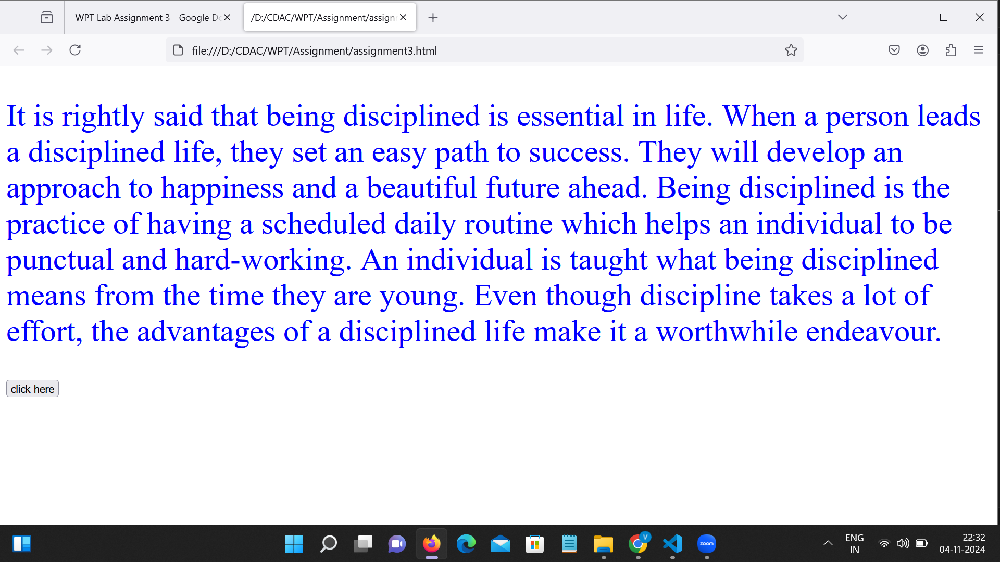 WPT Lab Assignment 3 - Google Do
/D:/CDAC/WPT/Assignment/assign
file:///D:/CDAC/WPT/Assignment/assignment3.html
It is rightly said that being disciplined is essential in life. When a person leads
a disciplined life, they set an easy path to success. They will develop an
approach to happiness and a beautiful future ahead. Being disciplined is the
practice of having a scheduled daily routine which helps an individual to be
punctual and hard-working. An individual is taught what being disciplined
means from the time they are young. Even though discipline takes a lot of
effort, the advantages of a disciplined life make it a worthwhile endeavour.
click here
V
zoom
ENG
IN
22:32
04-11-2024